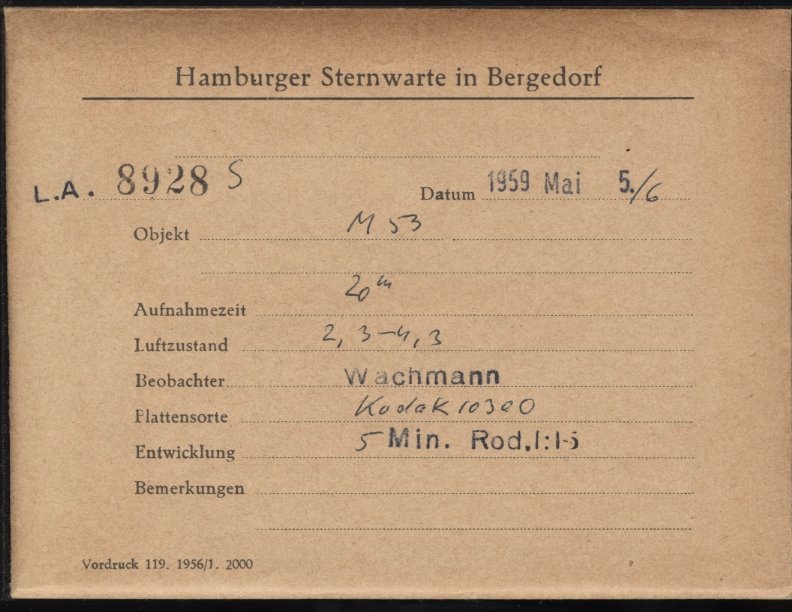 Hamburger Sternwarte in Bergedorf
L.A. 8928 S Datum 1959 Mai 5./6
Objekt M 53
Aufnahmezeit 20m
Luftzustand 2, 3-4, 3
Beobachter Wachmann
Plattensorte Kodak 103aO
Entwicklung 5 Min. Rod. 1:15
Bemerkungen
Vordruck 119. 1956/1. 2000